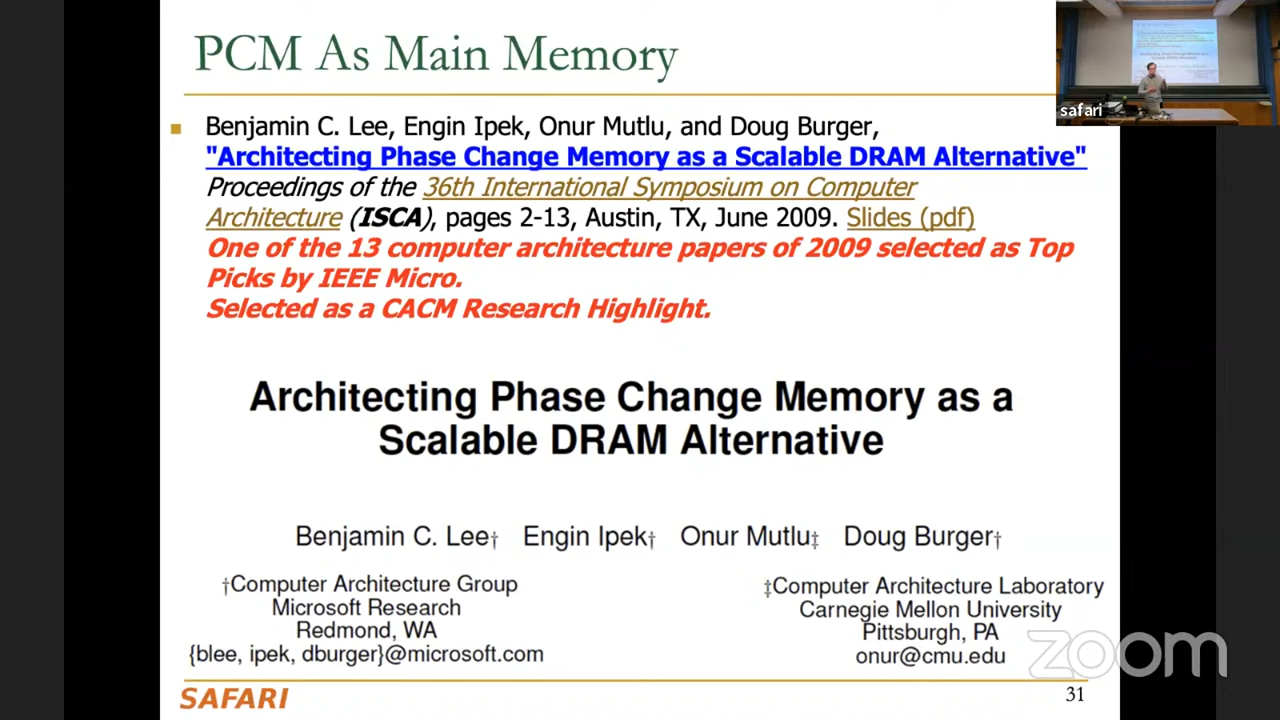 PCM As Main Memory
safari
Benjamin C. Lee, Engin Ipek, Onur Mutlu, and Doug Burger,
"Architecting Phase Change Memory as a Scalable DRAM Alternative"
Proceedings of the 36th International Symposium on Computer
Architecture (ISCA), pages 2-13, Austin, TX, June 2009. Slides (pdf)
One of the 13 computer architecture papers of 2009 selected as Top
Picks by IEEE Micro.
Selected as a CACM Research Highlight.
Architecting Phase Change Memory as a
Scalable DRAM Alternative
Benjamin C. Lee† Engin Ipek† Onur Mutlu‡ Doug Burger†
†Computer Architecture Group
Microsoft Research
Redmond, WA
{blee, ipek, dburger}@microsoft.com
‡Computer Architecture Laboratory
Carnegie Mellon University
Pittsburgh, PA
onur@cmu.edu
zoom
SAFARI
31